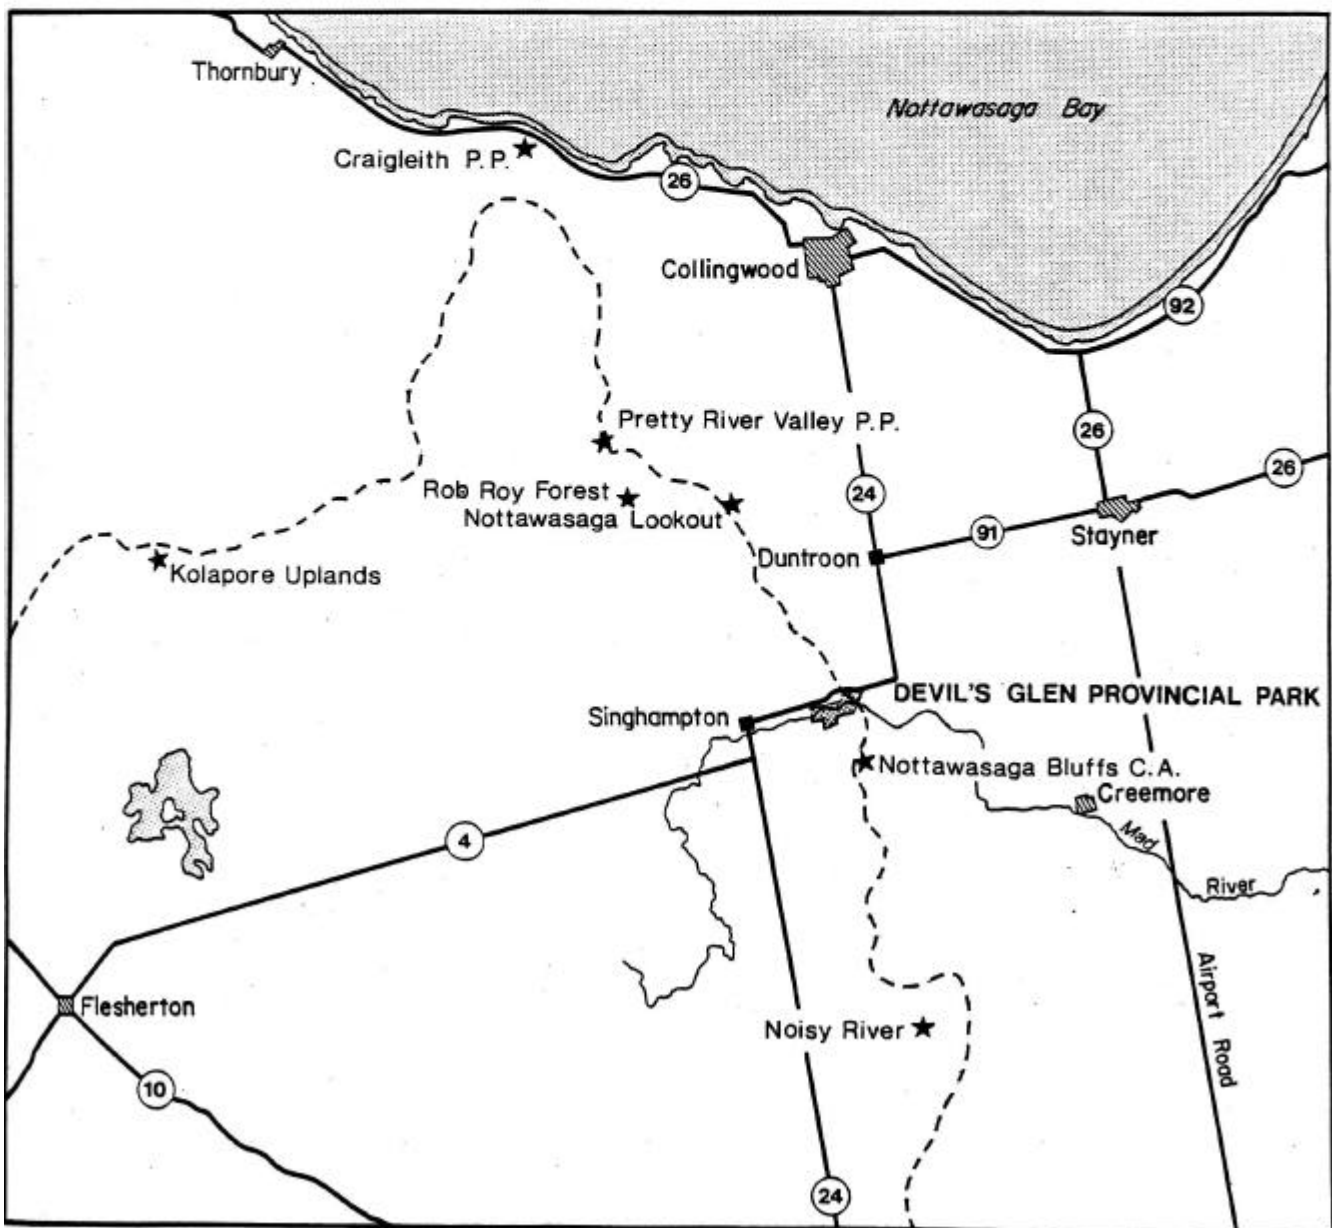 Thornbury
Nottawasaga Bay
Craigleith P.P.
26
Collingwood
92
Pretty River Valley P.P.
26
26
Rob Roy Forest
24
Nottawasaga Lookout
91
Stayner
Duntroon
Kolapore Uplands
DEVIL'S GLEN PROVINCIAL PARK
Singhampton
Nottawasaga Bluffs C.A.
Creemore
4
Mad
River
Airport Road
Flesherton
Noisy River
10
24